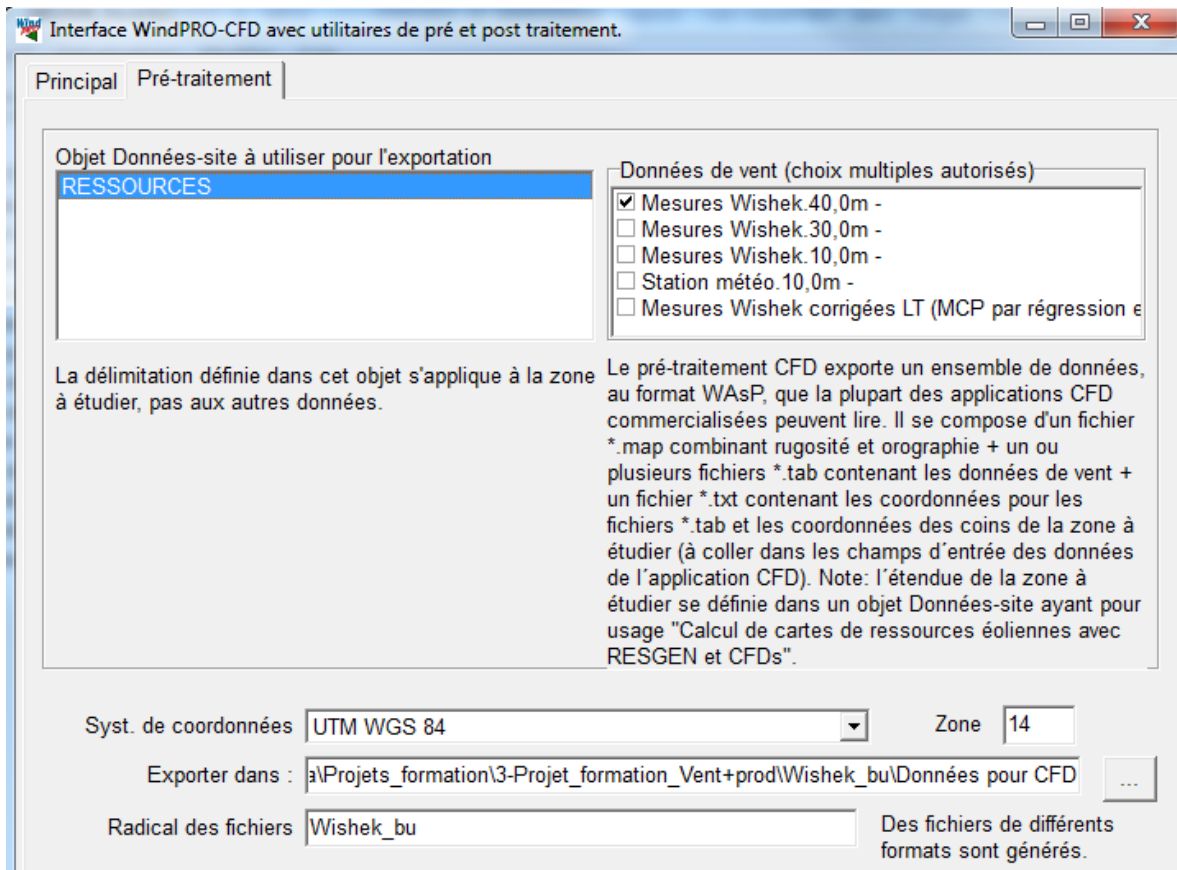 Interface WindPRO-CFD avec utilitaires de pré et post traitement.
Principal
Pré-traitement
Objet Données-site à utiliser pour l'exportation
RESSOURCES
La délimitation définie dans cet objet s'applique à la zone
à étudier, pas aux autres données.
Données de vent (choix multiples autorisés)
Mesures Wishek.40,0m -
Mesures Wishek.30,0m -
Mesures Wishek.10,0m -
Station météo.10,0m -
Mesures Wishek corrigées LT (MCP par régression e
Le pré-traitement CFD exporte un ensemble de données,
au format WAsP, que la plupart des applications CFD
commercialisées peuvent lire. Il se compose d'un fichier
*.map combinant rugosité et orographie + un ou
plusieurs fichiers *.tab contenant les données de vent +
un fichier *.txt contenant les coordonnées pour les
fichiers *.tab et les coordonnées des coins de la zone à
étudier (à coller dans les champs d´entrée des données
de l´application CFD). Note: l´étendue de la zone à
étudier se définie dans un objet Données-site ayant pour
usage "Calcul de cartes de ressources éoliennes avec
RESGEN et CFDs".
Syst. de coordonnées UTM WGS 84 Zone 14
Exporter dans : a\Projets_formation\3-Projet_formation_Vent+prod\Wishek_bu\Données pour CFD ...
Radical des fichiers Wishek_bu
Des fichiers de différents
formats sont générés.